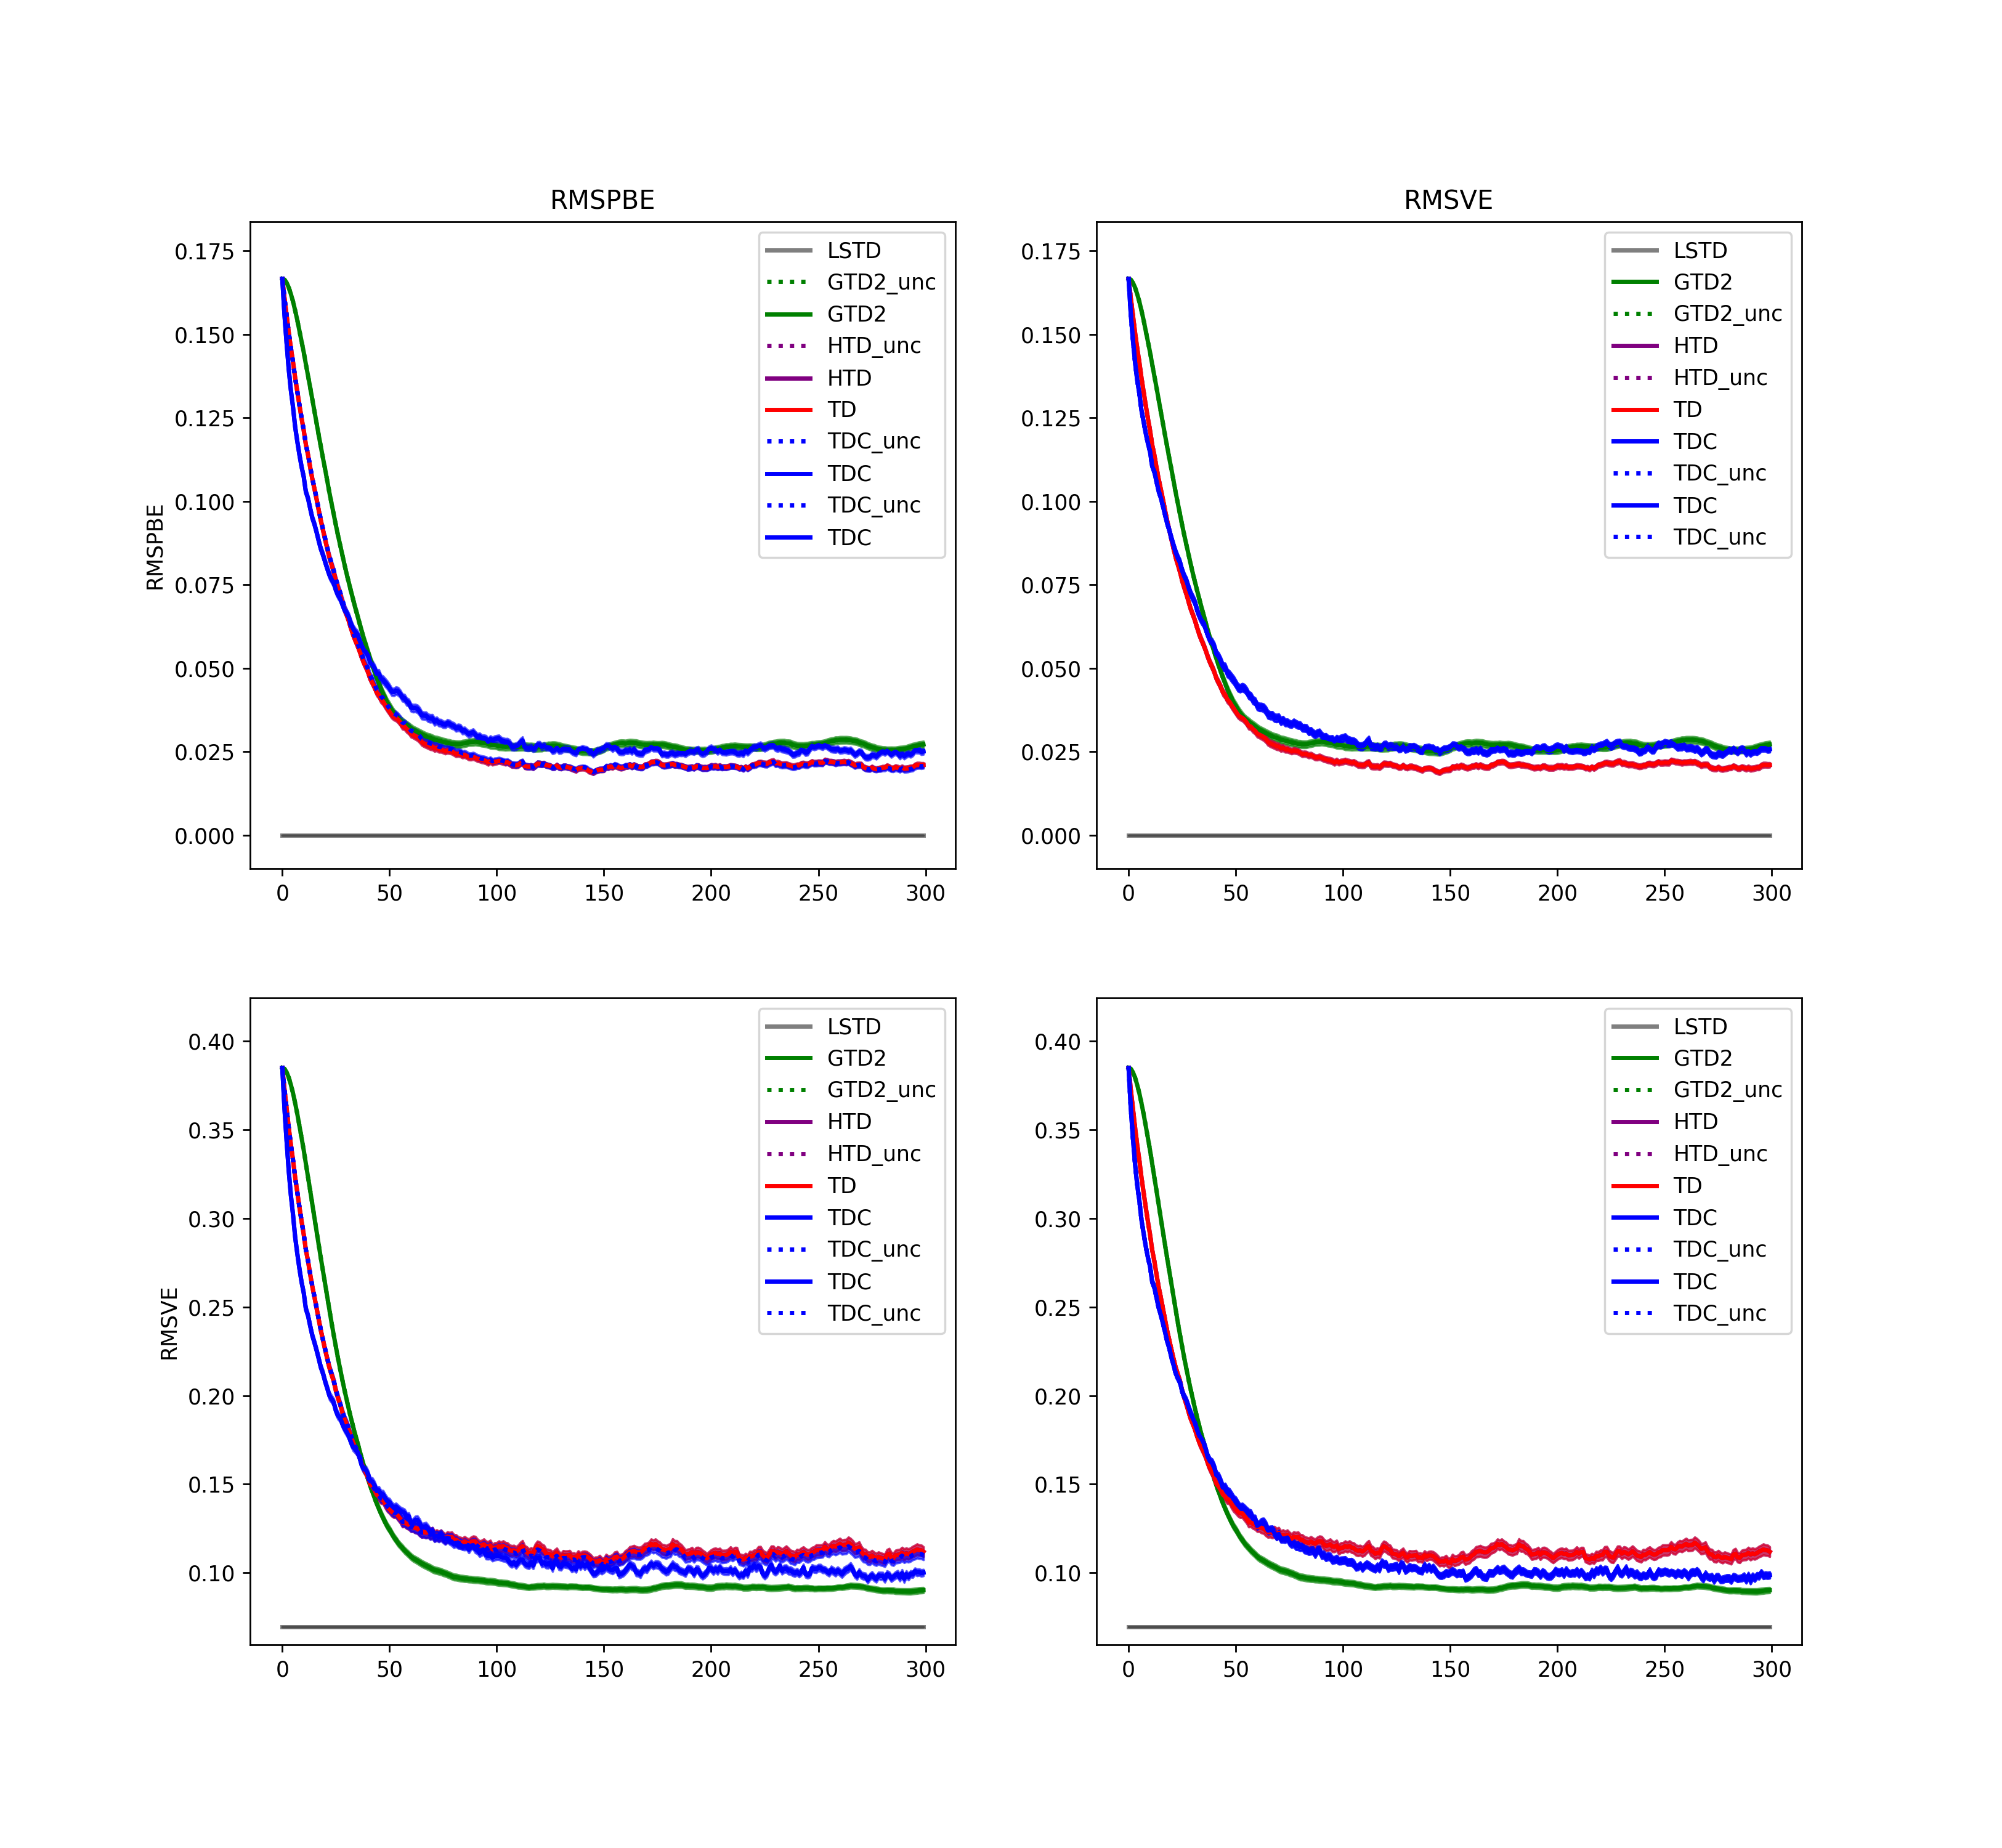 RMSPBE
RMSPBE
0.175
0.150
0.125
0.100
0.075
0.050
0.025
0.000
0 50 100 150 200 250 300
LSTD
GTD2_unc
GTD2
HTD_unc
HTD
TD
TDC_unc
TDC
TDC_unc
TDC
RMSVE
0.175
0.150
0.125
0.100
0.075
0.050
0.025
0.000
0 50 100 150 200 250 300
LSTD
GTD2
GTD2_unc
HTD
HTD_unc
TD
TDC
TDC_unc
TDC
TDC_unc
RMSVE
0.40
0.35
0.30
0.25
0.20
0.15
0.10
0 50 100 150 200 250 300
LSTD
GTD2
GTD2_unc
HTD
HTD_unc
TD
TDC
TDC_unc
TDC
TDC_unc
0.40
0.35
0.30
0.25
0.20
0.15
0.10
0 50 100 150 200 250 300
LSTD
GTD2
GTD2_unc
HTD
HTD_unc
TD
TDC
TDC_unc
TDC
TDC_unc